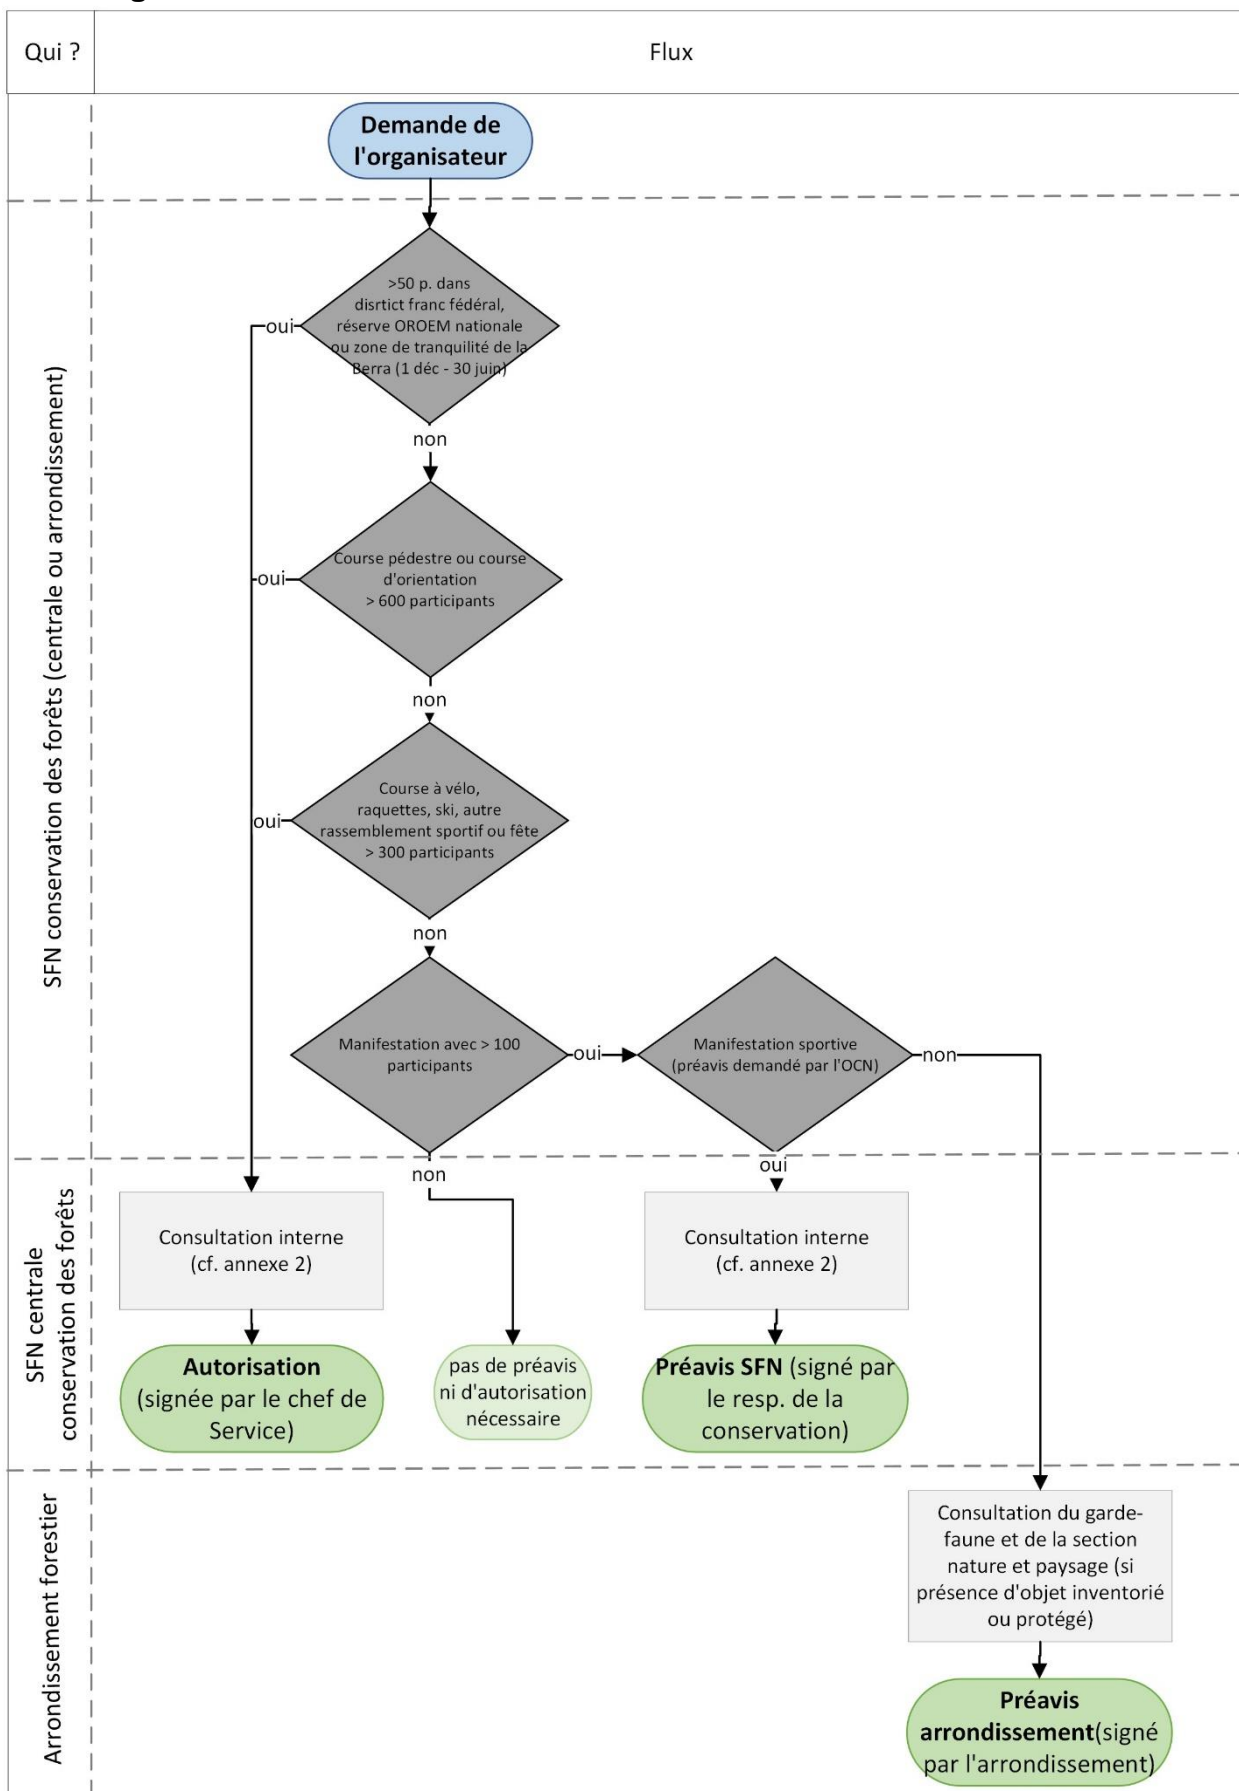 Qui ?
Flux
Demande de
l'organisateur
SFN conservation des forêts (centrale ou arrondissement)
>50 p. dans
disrtict franc fédéral,
réserve OROEM nationale
ou zone de tranquilité de la
Berra (1 déc - 30 juin)
oui
non
Course pédestre ou course
d'orientation
> 600 participants
oui
non
Course à vélo,
raquettes, ski, autre
rassemblement sportif ou fête
> 300 participants
oui
non
Manifestation avec > 100
participants
oui
Manifestation sportive
(préavis demandé par l'OCN)
non
non
oui
SFN centrale
conservation des forêts
Consultation interne
(cf. annexe 2)
Consultation interne
(cf. annexe 2)
Autorisation
(signée par le chef de
Service)
pas de préavis
ni d'autorisation
nécessaire
Préavis SFN (signé par
le resp. de la
conservation)
Arrondissement forestier
Consultation du garde-
faune et de la section
nature et paysage (si
présence d'objet inventorié
ou protégé)
Préavis
arrondissement(signé
par l'arrondissement)